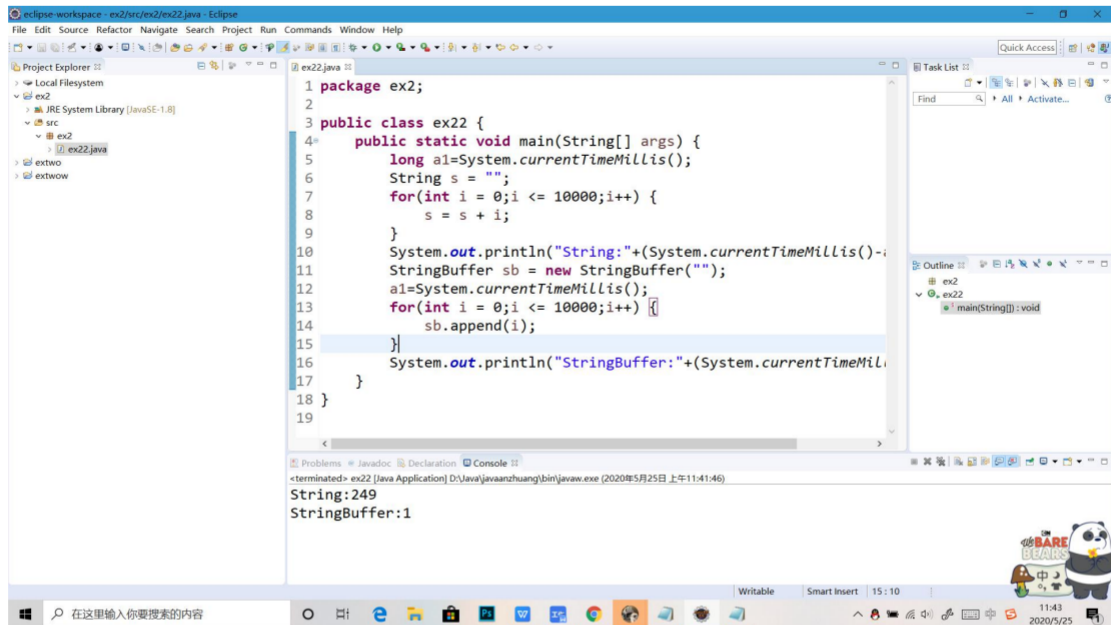 eclipse-workspace - ex2/src/ex2/ex22.java - Eclipse
File Edit Source Refactor Navigate Search Project Run Commands Window Help
Quick Access
Project Explorer
Local Filesystem
ex2
JRE System Library [JavaSE-1.8]
src
ex2
ex22.java
extwo
extwow
ex22.java
1 package ex2;
2
3 public class ex22 {
4 public static void main(String[] args) {
5 long a1=System.currentTimeMillis();
6 String s = "";
7 for(int i = 0;i <= 10000;i++) {
8 s = s + i;
9 }
10 System.out.println("String:"+(System.currentTimeMillis()-
11 StringBuffer sb = new StringBuffer("");
12 a1=System.currentTimeMillis();
13 for(int i = 0;i <= 10000;i++) {
14 sb.append(i);
15 }
16 System.out.println("StringBuffer:"+(System.currentTimeMil
17 }
18 }
19
Task List
Find All Activate...
Outline
ex2
ex22
main(String[]) : void
Problems Javadoc Declaration Console
<terminated> ex22 [Java Application] D:\Java\javaanzhuang\bin\javaw.exe (2020年5月25日 上午11:41:46)
String:249
StringBuffer:1
WE BARE
BEARS
中
Writable Smart Insert 15 : 10
在这里输入你要搜索的内容
Ps
中
11:43
2020/5/25